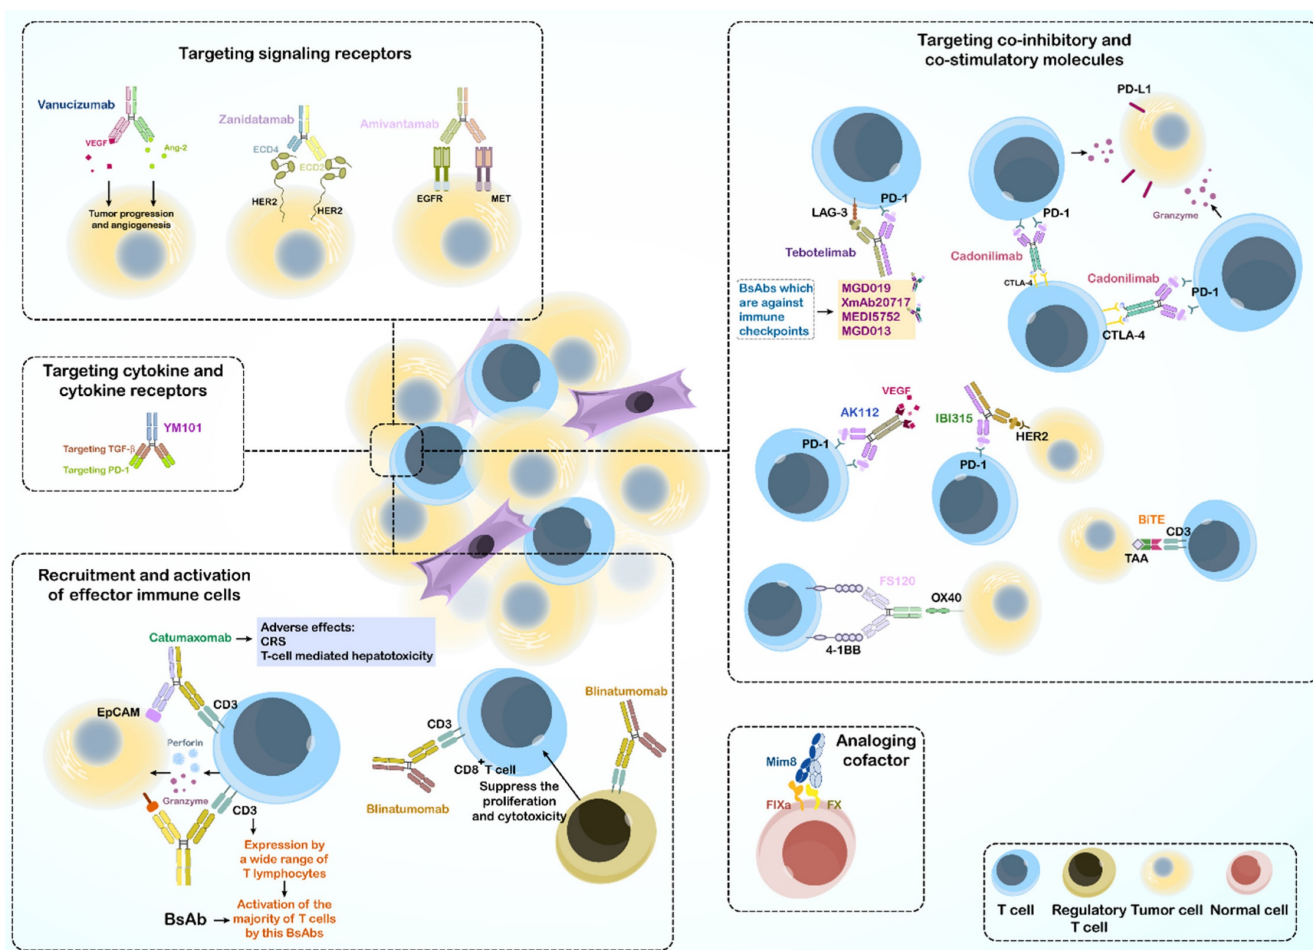 Targeting signaling receptors
Vanucizumab
VEGF
Ang-2
Tumor progression
and angiogenesis
Zanidatamab
ECD4
ECD2
HER2
HER2
Amivantamab
EGFR
MET
Targeting co-inhibitory and
co-stimulatory molecules
PD-L1
PD-1
LAG-3
Tebotelimab
BsAbs which
are against
immune
checkpoints
MGD019
XmAb20717
MEDI5752
MGD013
PD-1
Granzyme
Cadonilimab
CTLA-4
Cadonilimab
PD-1
CTLA-4
AK112
VEGF
PD-1
IBI315
HER2
PD-1
BiTE
CD3
TAA
FS120
OX40
4-1BB
Targeting cytokine and
cytokine receptors
YM101
Targeting TGF-β
Targeting PD-1
Recruitment and activation
of effector immune cells
Catumaxomab
Adverse effects:
CRS
T-cell mediated hepatotoxicity
EpCAM
CD3
Perforin
Granzyme
CD3
Expression by
a wide range of
T lymphocytes
BsAb
Activation of the
majority of T cells
by this BsAbs
Blinatumomab
CD3
CD8+ T cell
Blinatumomab
Suppress the
proliferation
and cytotoxicity
Analoging
cofactor
Mim8
FIXa
FX
T cell
Regulatory
T cell
Tumor cell
Normal cell